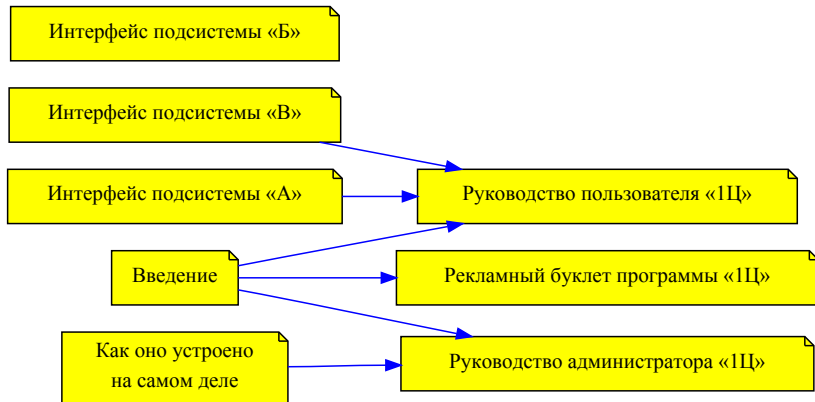 Интерфейс подсистемы «Б»
Интерфейс подсистемы «В»
Интерфейс подсистемы «А»
Руководство пользователя «1Ц»
Введение
Рекламный буклет программы «1Ц»
Как оно устроено
на самом деле
Руководство администратора «1Ц»